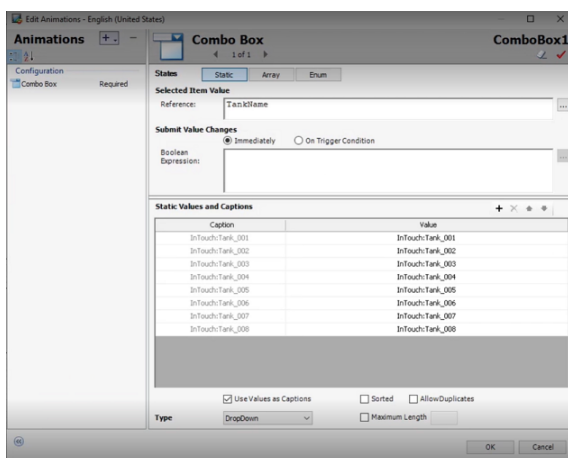 Edit Animations - English (United States)
Animations
Combo Box
ComboBox1
1 of 1
Configuration
Combo Box Required
States Static Array Enum
Selected Item Value
Reference: TankName
Submit Value Changes
Immediately On Trigger Condition
Boolean
Expression:
Static Values and Captions
Caption Value
InTouch:Tank_001 InTouch:Tank_001
InTouch:Tank_002 InTouch:Tank_002
InTouch:Tank_003 InTouch:Tank_003
InTouch:Tank_004 InTouch:Tank_004
InTouch:Tank_005 InTouch:Tank_005
InTouch:Tank_006 InTouch:Tank_006
InTouch:Tank_007 InTouch:Tank_007
InTouch:Tank_008 InTouch:Tank_008
Use Values as Captions Sorted AllowDuplicates
Type DropDown Maximum Length
OK Cancel